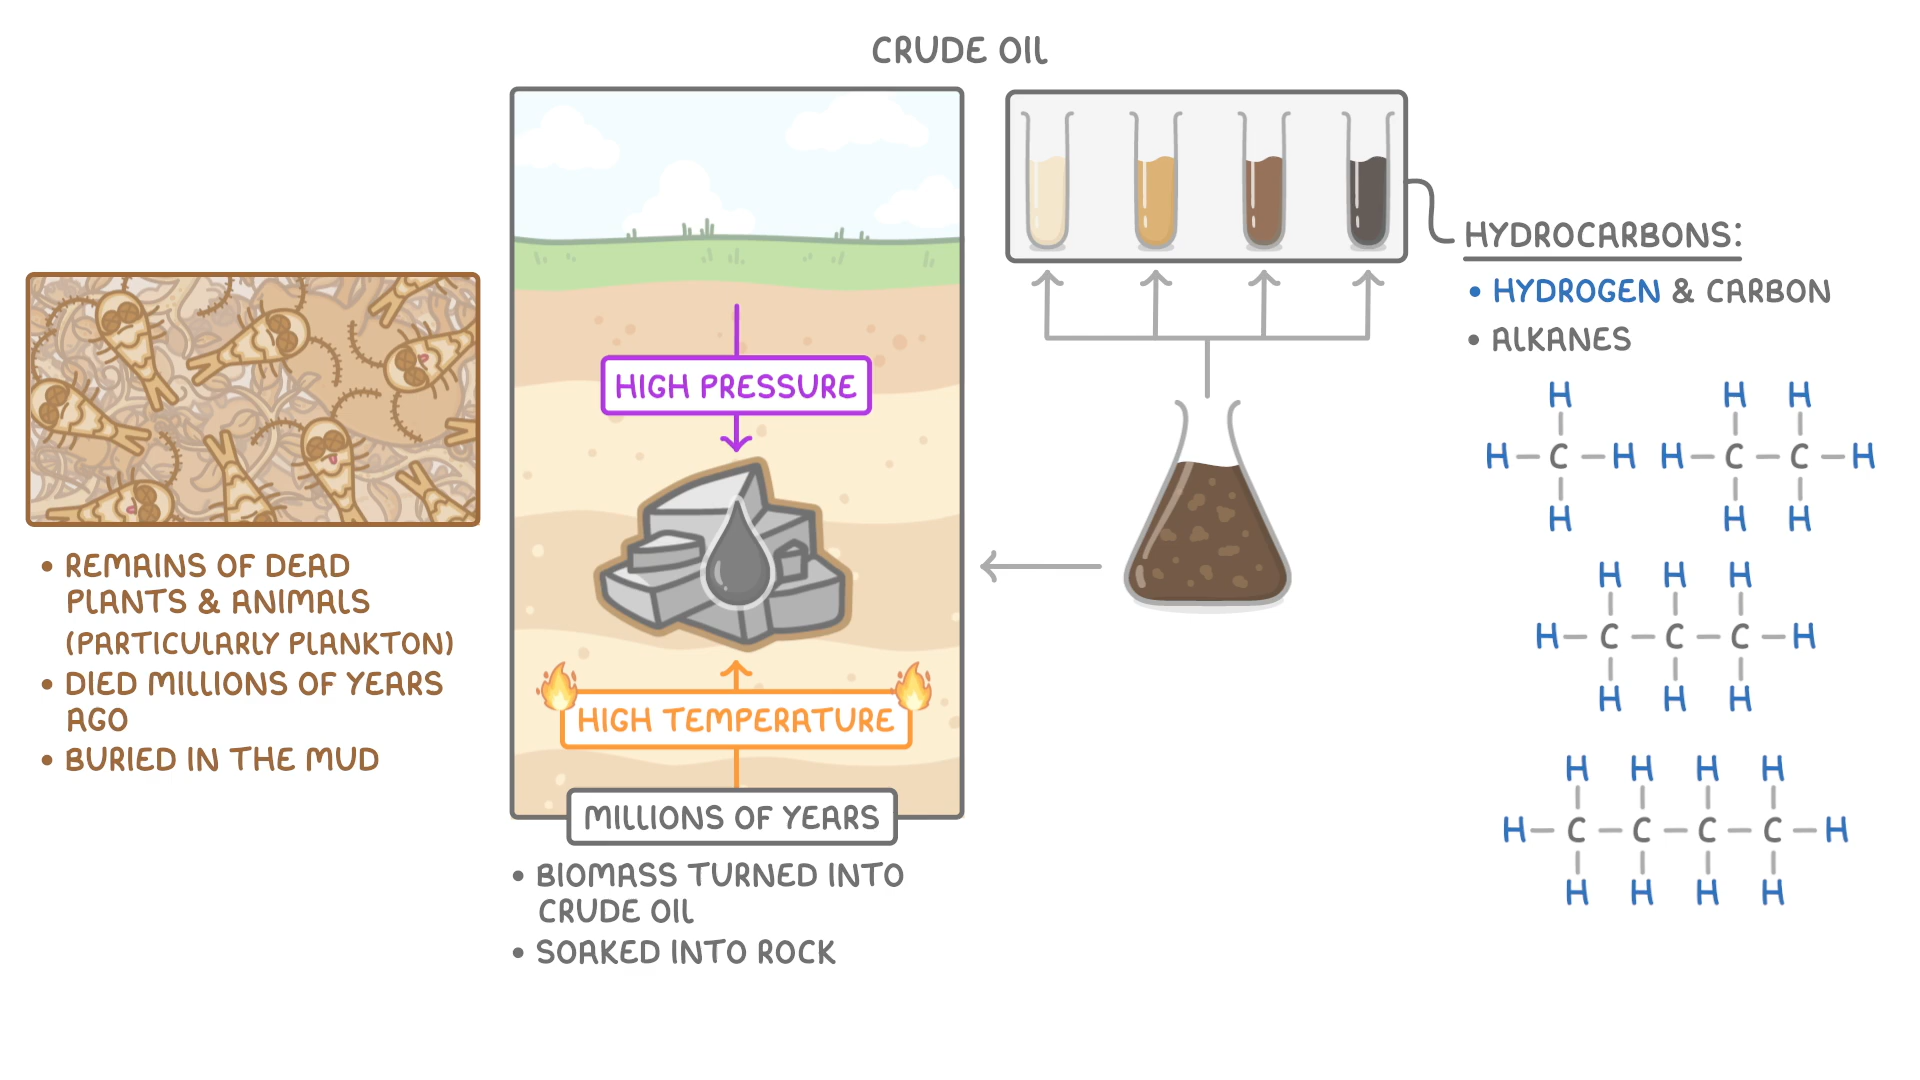 CRUDE OIL
• REMAINS OF DEAD
PLANTS & ANIMALS
(PARTICULARLY PLANKTON)
• DIED MILLIONS OF YEARS
AGO
• BURIED IN THE MUD
HIGH PRESSURE
HIGH TEMPERATURE
MILLIONS OF YEARS
• BIOMASS TURNED INTO
CRUDE OIL
• SOAKED INTO ROCK
HYDROCARBONS:
• HYDROGEN & CARBON
• ALKANES
H H H
H — C — H H — C — C — H
H H H
H H H
H — C — C — C — H
H H H
H H H H
H — C — C — C — C — H
H H H H